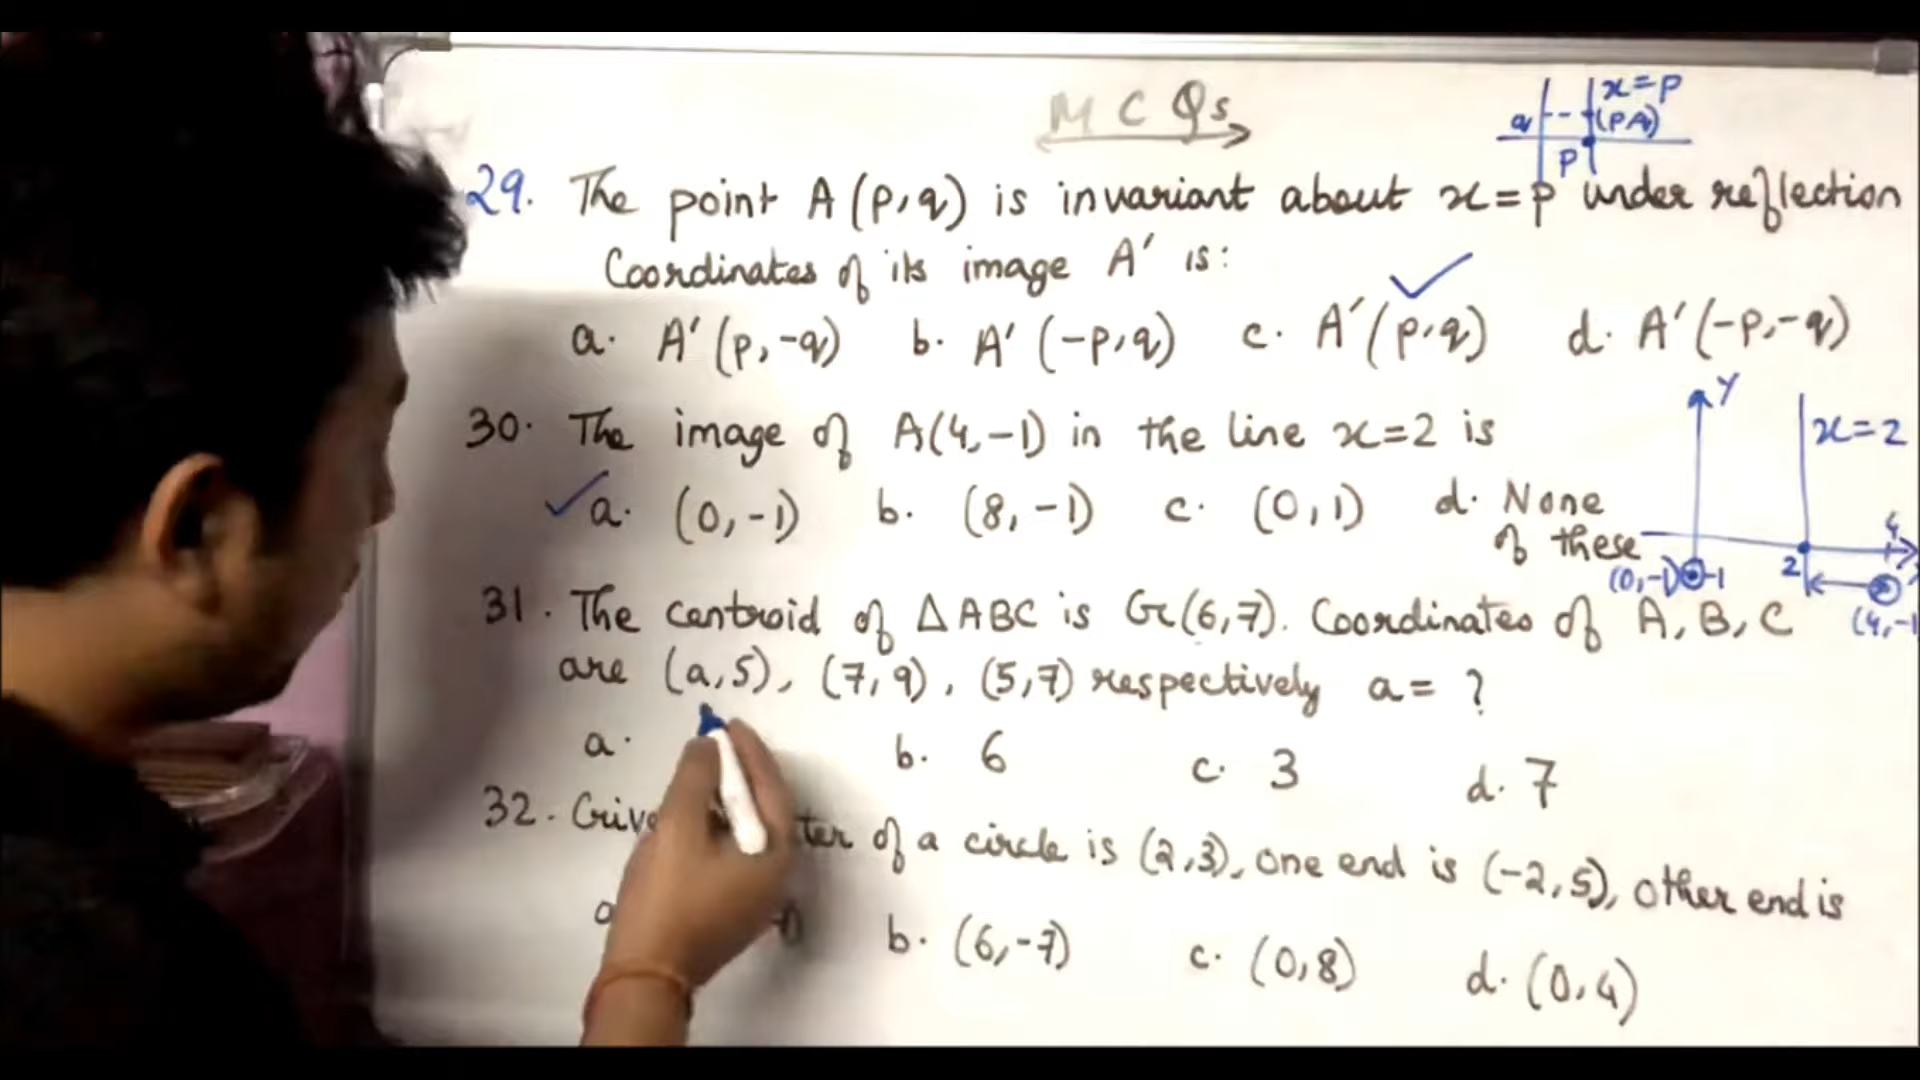 MCQs
x=p
q (p,q)
p
29. The point A(p,q) is invariant about x=p under reflection
Coordinates of its image A' is:
a. A'(p,-q) b. A'(-p,q) c. A'(p,q) d. A'(-p,-q)
Y
30. The image of A(4,-1) in the line x=2 is
x=2
a. (0,-1) b. (8,-1) c. (0,1) d. None
of these
4
(0,-1) -1 2
(4,-1
31. The centroid of △ABC is G(6,7). Coordinates of A, B, C
are (a,5), (7,9), (5,7) respectively a= ?
a. b. 6 c. 3 d. 7
32. of a circle is (2,3), one end is (-2,5), other end is
b. (6,-7) c. (0,8) d. (0,4)